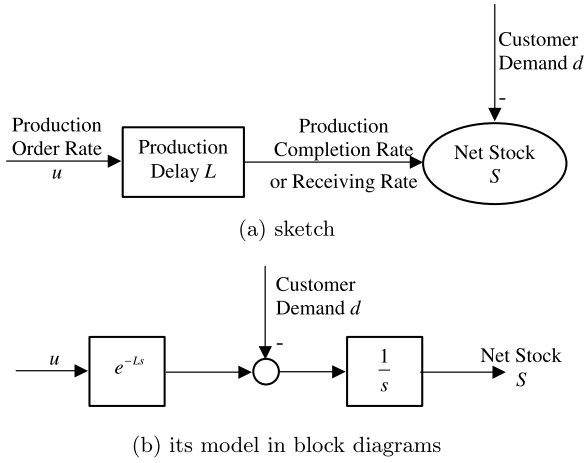 Customer
Demand d
-
Production
Order Rate
u
Production
Delay L
Production
Completion Rate
or Receiving Rate
Net Stock
S
(a) sketch
Customer
Demand d
-
u
e^{-Ls}
1
s
Net Stock
S
(b) its model in block diagrams